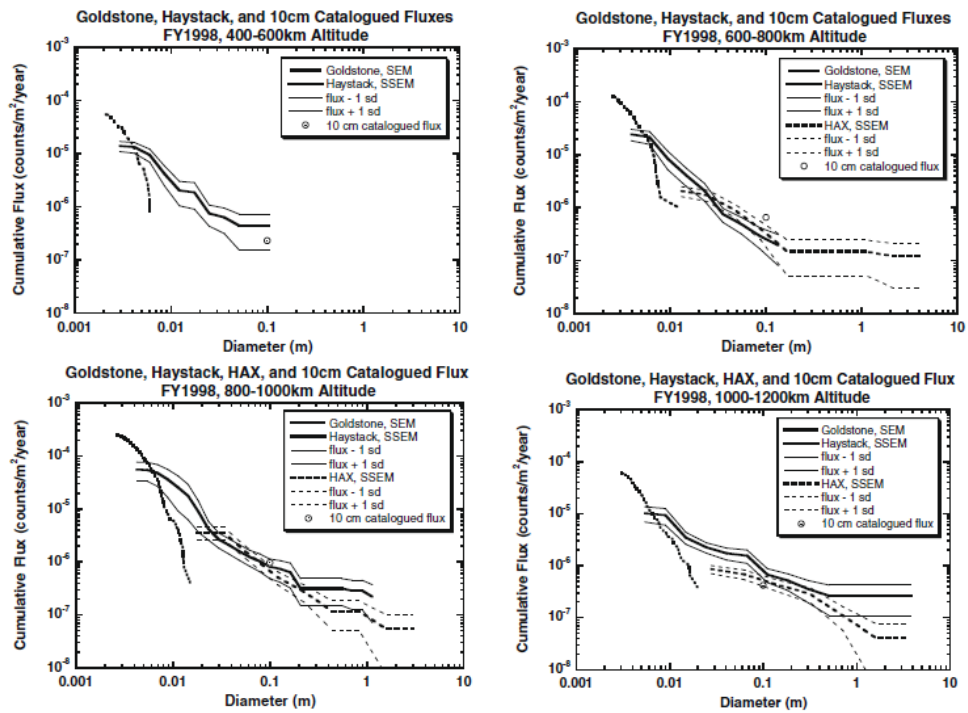 Goldstone, Haystack, and 10cm Catalogued Fluxes
FY1998, 400-600km Altitude
Cumulative Flux (counts/m²/year)
10⁻³
10⁻⁴
10⁻⁵
10⁻⁶
10⁻⁷
10⁻⁸
Goldstone, SEM
Haystack, SSEM
flux - 1 sd
flux + 1 sd
10 cm catalogued flux
0.001 0.01 0.1 1 10
Diameter (m)
Goldstone, Haystack, and 10cm Catalogued Fluxes
FY1998, 600-800km Altitude
Cumulative Flux (counts/m²/year)
10⁻³
10⁻⁴
10⁻⁵
10⁻⁶
10⁻⁷
10⁻⁸
Goldstone, SEM
Haystack, SSEM
flux - 1 sd
flux + 1 sd
HAX, SSEM
flux - 1 sd
flux + 1 sd
10 cm catalogued flux
0.001 0.01 0.1 1 10
Diameter (m)
Goldstone, Haystack, HAX, and 10cm Catalogued Flux
FY1998, 800-1000km Altitude
Cumulative Flux (counts/m²/year)
10⁻³
10⁻⁴
10⁻⁵
10⁻⁶
10⁻⁷
10⁻⁸
Goldstone, SEM
Haystack, SSEM
flux - 1 sd
flux + 1 sd
HAX, SSEM
flux - 1 sd
flux + 1 sd
10 cm catalogued flux
0.001 0.01 0.1 1 10
Diameter (m)
Goldstone, Haystack, HAX, and 10cm Catalogued Flux
FY1998, 1000-1200km Altitude
Cumulative Flux (counts/m²/year)
10⁻³
10⁻⁴
10⁻⁵
10⁻⁶
10⁻⁷
10⁻⁸
Goldstone, SEM
Haystack, SSEM
flux - 1 sd
flux + 1 sd
HAX, SSEM
flux - 1 sd
flux + 1 sd
10 cm catalogued flux
0.001 0.01 0.1 1 10
Diameter (m)